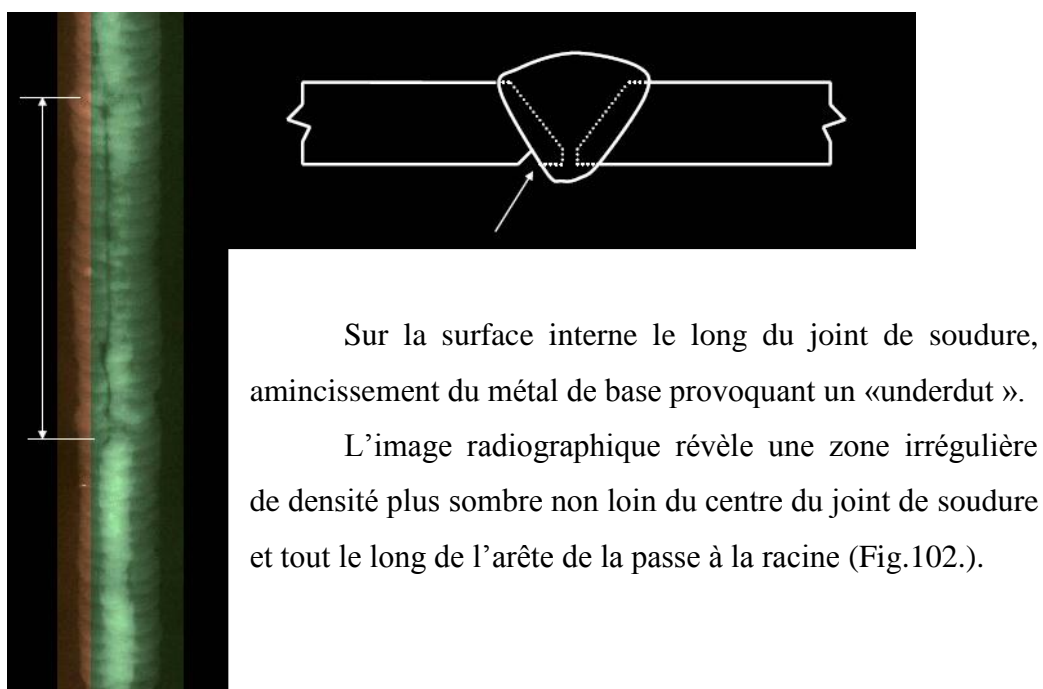 Sur la surface interne le long du joint de soudure,
amincissement du métal de base provoquant un «underdut ».
L’image radiographique révèle une zone irrégulière
de densité plus sombre non loin du centre du joint de soudure
et tout le long de l’arête de la passe à la racine (Fig.102.).